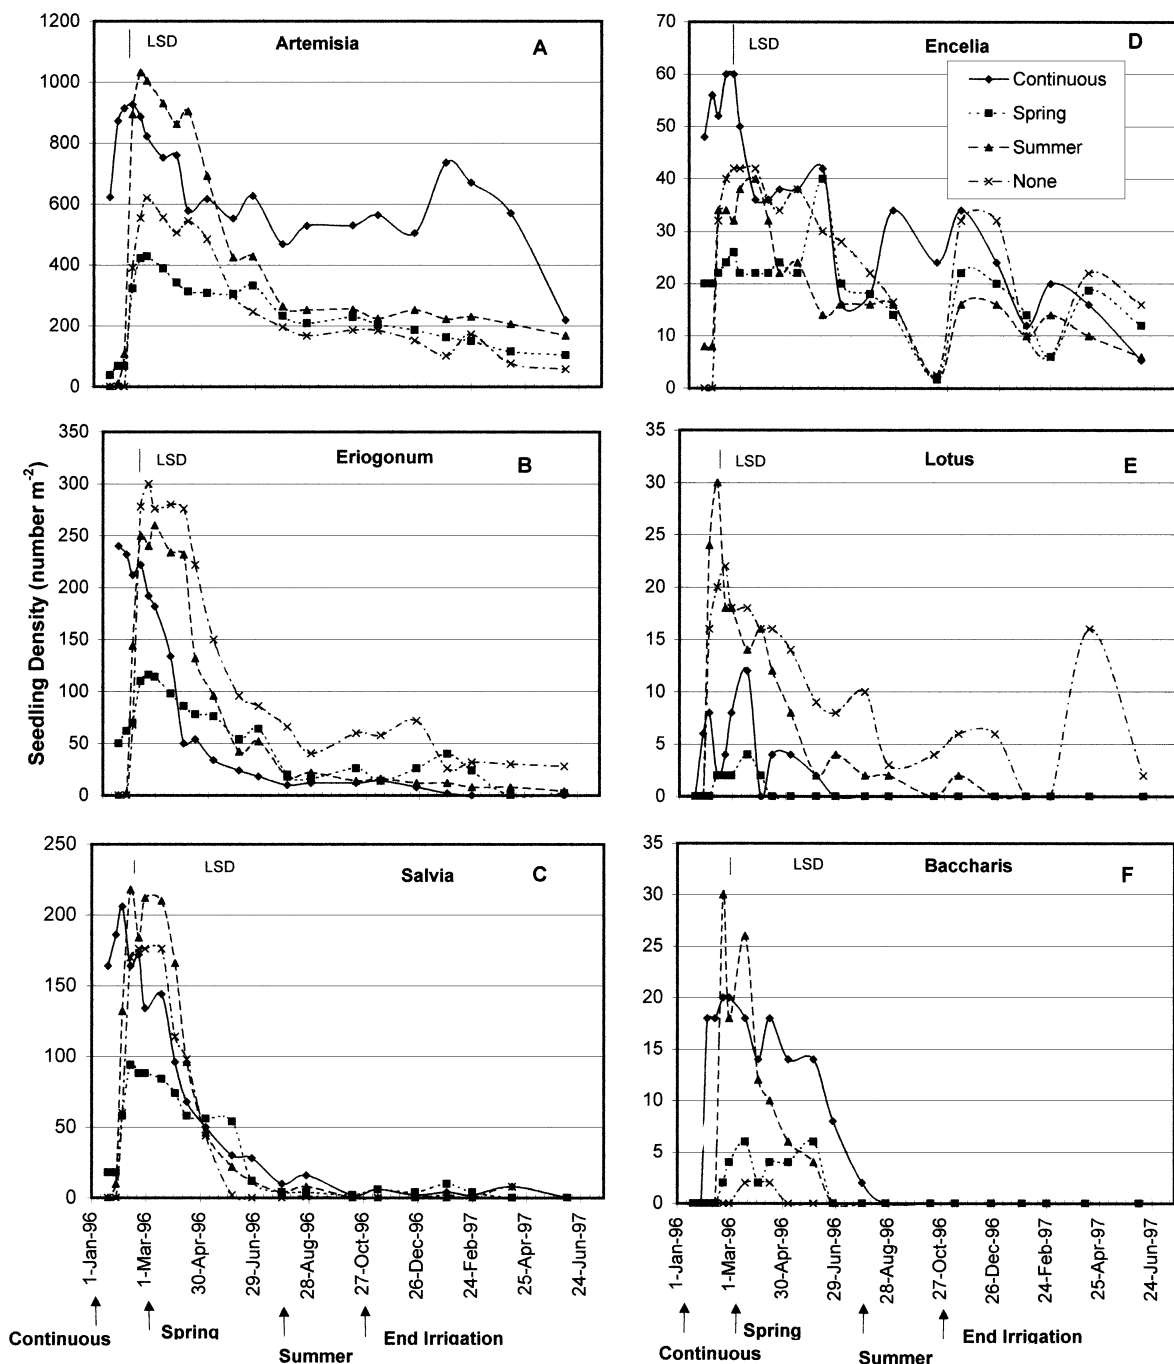 Seedling Density (number m-2)
Artemisia
A
LSD
1200
1000
800
600
400
200
0
Eriogonum
B
LSD
350
300
250
200
150
100
50
0
Salvia
C
LSD
250
200
150
100
50
0
1-Jan-96
1-Mar-96
30-Apr-96
29-Jun-96
28-Aug-96
27-Oct-96
26-Dec-96
24-Feb-97
25-Apr-97
24-Jun-97
Continuous
Spring
Summer
End Irrigation
Encelia
D
LSD
Continuous
Spring
Summer
None
70
60
50
40
30
20
10
0
Lotus
E
LSD
35
30
25
20
15
10
5
0
Baccharis
F
LSD
35
30
25
20
15
10
5
0
1-Jan-96
1-Mar-96
30-Apr-96
29-Jun-96
28-Aug-96
27-Oct-96
26-Dec-96
24-Feb-97
25-Apr-97
24-Jun-97
Continuous
Spring
Summer
End Irrigation